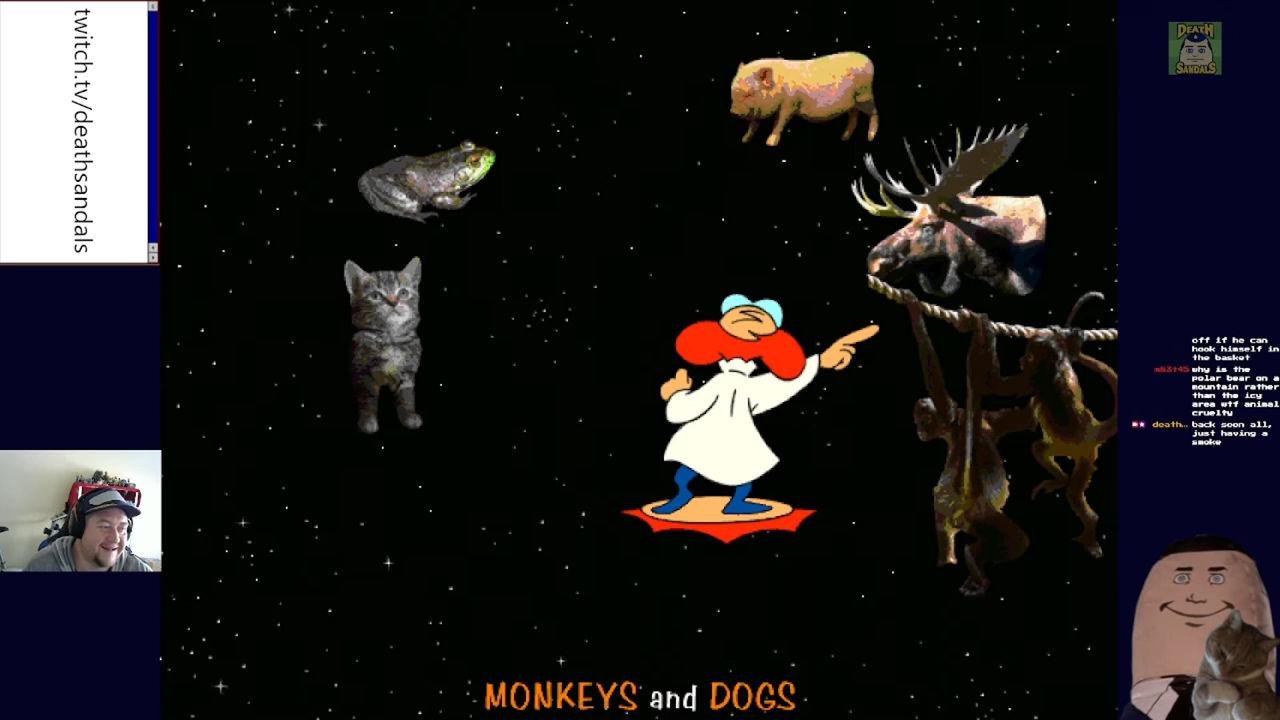 twitch.tv/deathsandals
DEATH
SANDALS
off if he can
hook himself in
the basket
m63t45 why is the
polar bear on a
mountain rather
than the icy
area wtf animal
cruelty
death… back soon all,
just having a
smoke
MONKEYS and DOGS